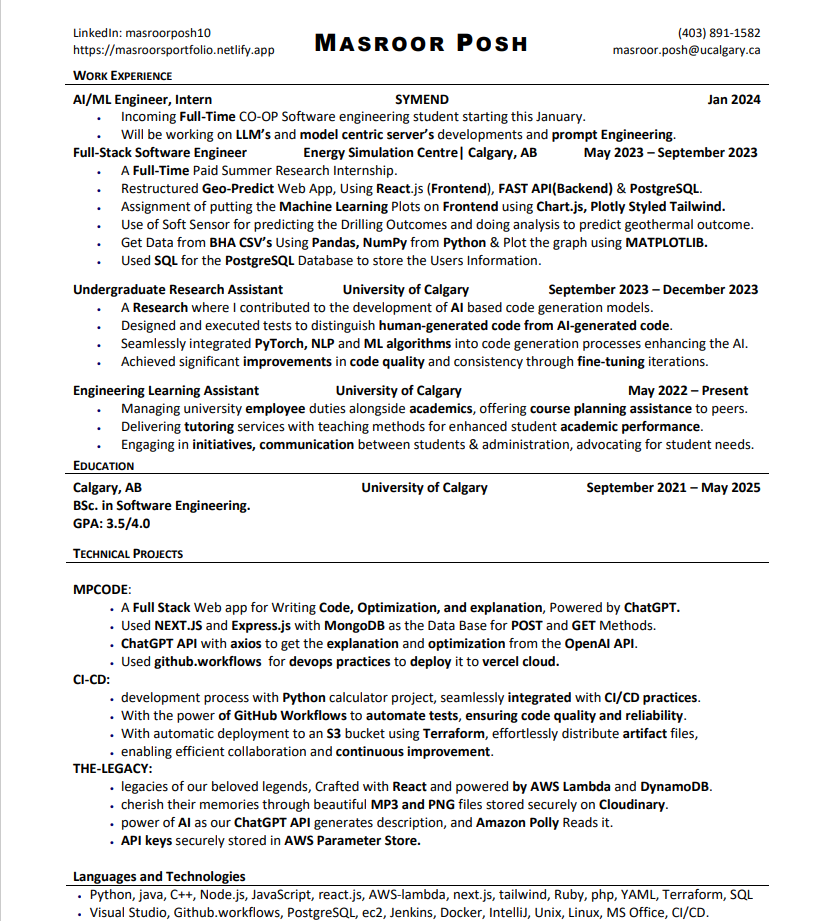 LinkedIn: masroorposh10
https://masroorsportfolio.netlify.app
MASROOR POSH
(403) 891-1582
masroor.posh@ucalgary.ca
WORK EXPERIENCE
AI/ML Engineer, Intern SYMEND Jan 2024
• Incoming Full-Time CO-OP Software engineering student starting this January.
• Will be working on LLM's and model centric server's developments and prompt Engineering.
Full-Stack Software Engineer Energy Simulation Centre| Calgary, AB May 2023 – September 2023
• A Full-Time Paid Summer Research Internship.
• Restructured Geo-Predict Web App, Using React.js (Frontend), FAST API(Backend) & PostgreSQL.
• Assignment of putting the Machine Learning Plots on Frontend using Chart.js, Plotly Styled Tailwind.
• Use of Soft Sensor for predicting the Drilling Outcomes and doing analysis to predict geothermal outcome.
• Get Data from BHA CSV's Using Pandas, NumPy from Python & Plot the graph using MATPLOTLIB.
• Used SQL for the PostgreSQL Database to store the Users Information.
Undergraduate Research Assistant University of Calgary September 2023 – December 2023
• A Research where I contributed to the development of AI based code generation models.
• Designed and executed tests to distinguish human-generated code from AI-generated code.
• Seamlessly integrated PyTorch, NLP and ML algorithms into code generation processes enhancing the AI.
• Achieved significant improvements in code quality and consistency through fine-tuning iterations.
Engineering Learning Assistant University of Calgary May 2022 – Present
• Managing university employee duties alongside academics, offering course planning assistance to peers.
• Delivering tutoring services with teaching methods for enhanced student academic performance.
• Engaging in initiatives, communication between students & administration, advocating for student needs.
EDUCATION
Calgary, AB University of Calgary September 2021 – May 2025
BSc. in Software Engineering.
GPA: 3.5/4.0
TECHNICAL PROJECTS
MPCODE:
• A Full Stack Web app for Writing Code, Optimization, and explanation, Powered by ChatGPT.
• Used NEXT.JS and Express.js with MongoDB as the Data Base for POST and GET Methods.
• ChatGPT API with axios to get the explanation and optimization from the OpenAI API.
• Used github.workflows for devops practices to deploy it to vercel cloud.
CI-CD:
• development process with Python calculator project, seamlessly integrated with CI/CD practices.
• With the power of GitHub Workflows to automate tests, ensuring code quality and reliability.
• With automatic deployment to an S3 bucket using Terraform, effortlessly distribute artifact files,
• enabling efficient collaboration and continuous improvement.
THE-LEGACY:
• legacies of our beloved legends, Crafted with React and powered by AWS Lambda and DynamoDB.
• cherish their memories through beautiful MP3 and PNG files stored securely on Cloudinary.
• power of AI as our ChatGPT API generates description, and Amazon Polly Reads it.
• API keys securely stored in AWS Parameter Store.
Languages and Technologies
• Python, java, C++, Node.js, JavaScript, react.js, AWS-lambda, next.js, tailwind, Ruby, php, YAML, Terraform, SQL
• Visual Studio, Github.workflows, PostgreSQL, ec2, Jenkins, Docker, IntelliJ, Unix, Linux, MS Office, CI/CD.